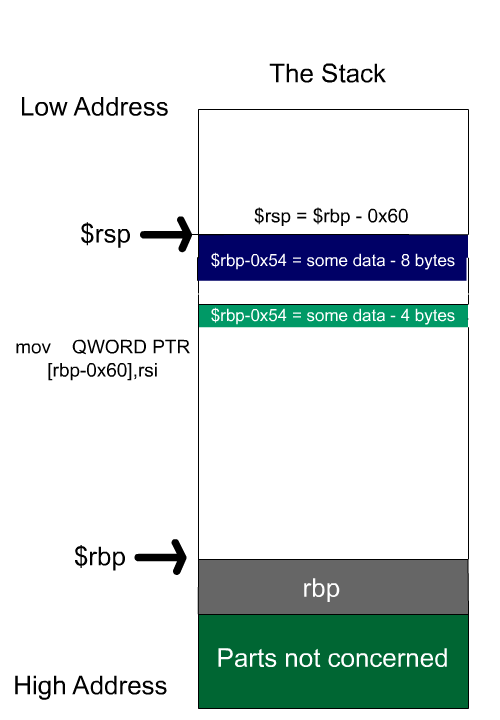 The Stack
Low Address
$rsp = $rbp - 0x60
$rsp
$rbp-0x54 = some data - 8 bytes
$rbp-0x54 = some data - 4 bytes
mov QWORD PTR
[rbp-0x60],rsi
$rbp
rbp
Parts not concerned
High Address